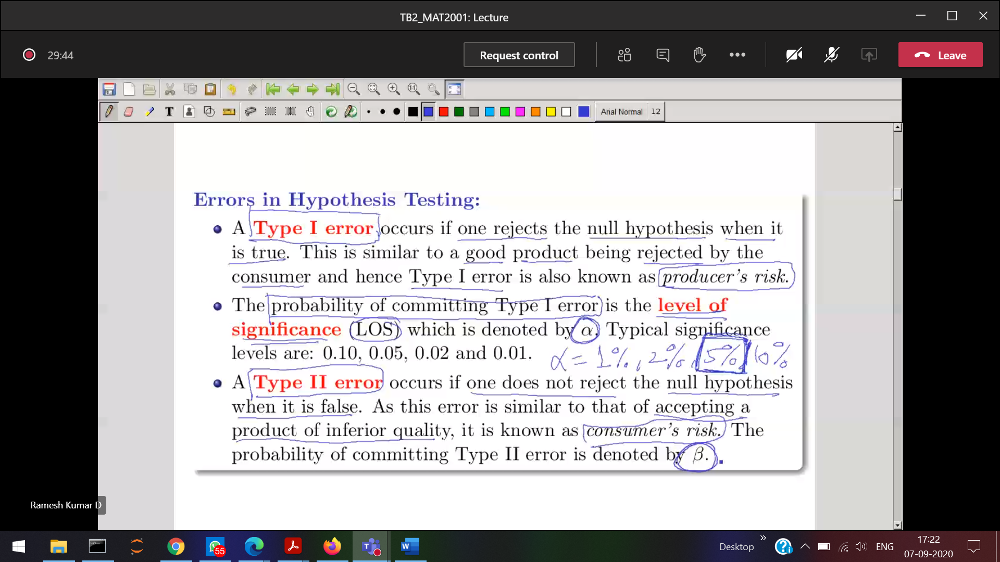 TB2_MAT2001: Lecture
29:44
Request control
Leave
Arial Normal 12
Errors in Hypothesis Testing:
A Type I error occurs if one rejects the null hypothesis when it
is true. This is similar to a good product being rejected by the
consumer and hence Type I error is also known as producer's risk.
The probability of committing Type I error is the level of
significance (LOS) which is denoted by α. Typical significance
levels are: 0.10, 0.05, 0.02 and 0.01.
α = 1%, 2%, 5%, 10%
A Type II error occurs if one does not reject the null hypothesis
when it is false. As this error is similar to that of accepting a
product of inferior quality, it is known as consumer's risk. The
probability of committing Type II error is denoted by β.
Ramesh Kumar D
55
Desktop
ENG
17:22
07-09-2020